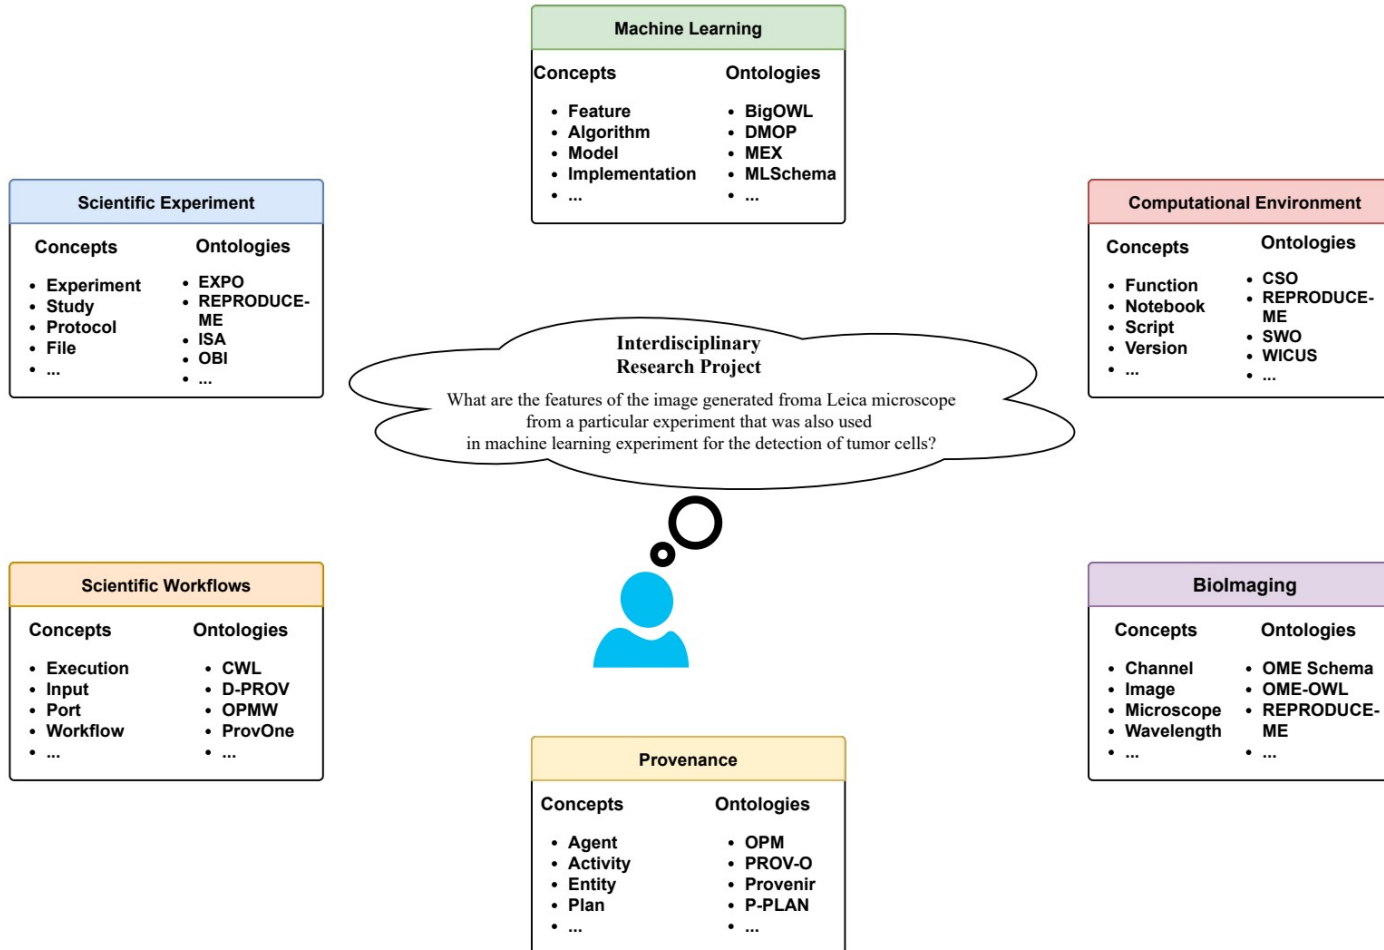 Machine Learning
Concepts
Feature
Algorithm
Model
Implementation
...
Ontologies
BigOWL
DMOP
MEX
MLSchema
...
Scientific Experiment
Concepts
Experiment
Study
Protocol
File
...
Ontologies
EXPO
REPRODUCE-
ME
ISA
OBI
...
Computational Environment
Concepts
Function
Notebook
Script
Version
...
Ontologies
CSO
REPRODUCE-
ME
SWO
WICUS
...
Interdisciplinary
Research Project
What are the features of the image generated froma Leica microscope
from a particular experiment that was also used
in machine learning experiment for the detection of tumor cells?
Scientific Workflows
Concepts
Execution
Input
Port
Workflow
...
Ontologies
CWL
D-PROV
OPMW
ProvOne
...
BioImaging
Concepts
Channel
Image
Microscope
Wavelength
...
Ontologies
OME Schema
OME-OWL
REPRODUCE-
ME
...
Provenance
Concepts
Agent
Activity
Entity
Plan
...
Ontologies
OPM
PROV-O
Provenir
P-PLAN
...